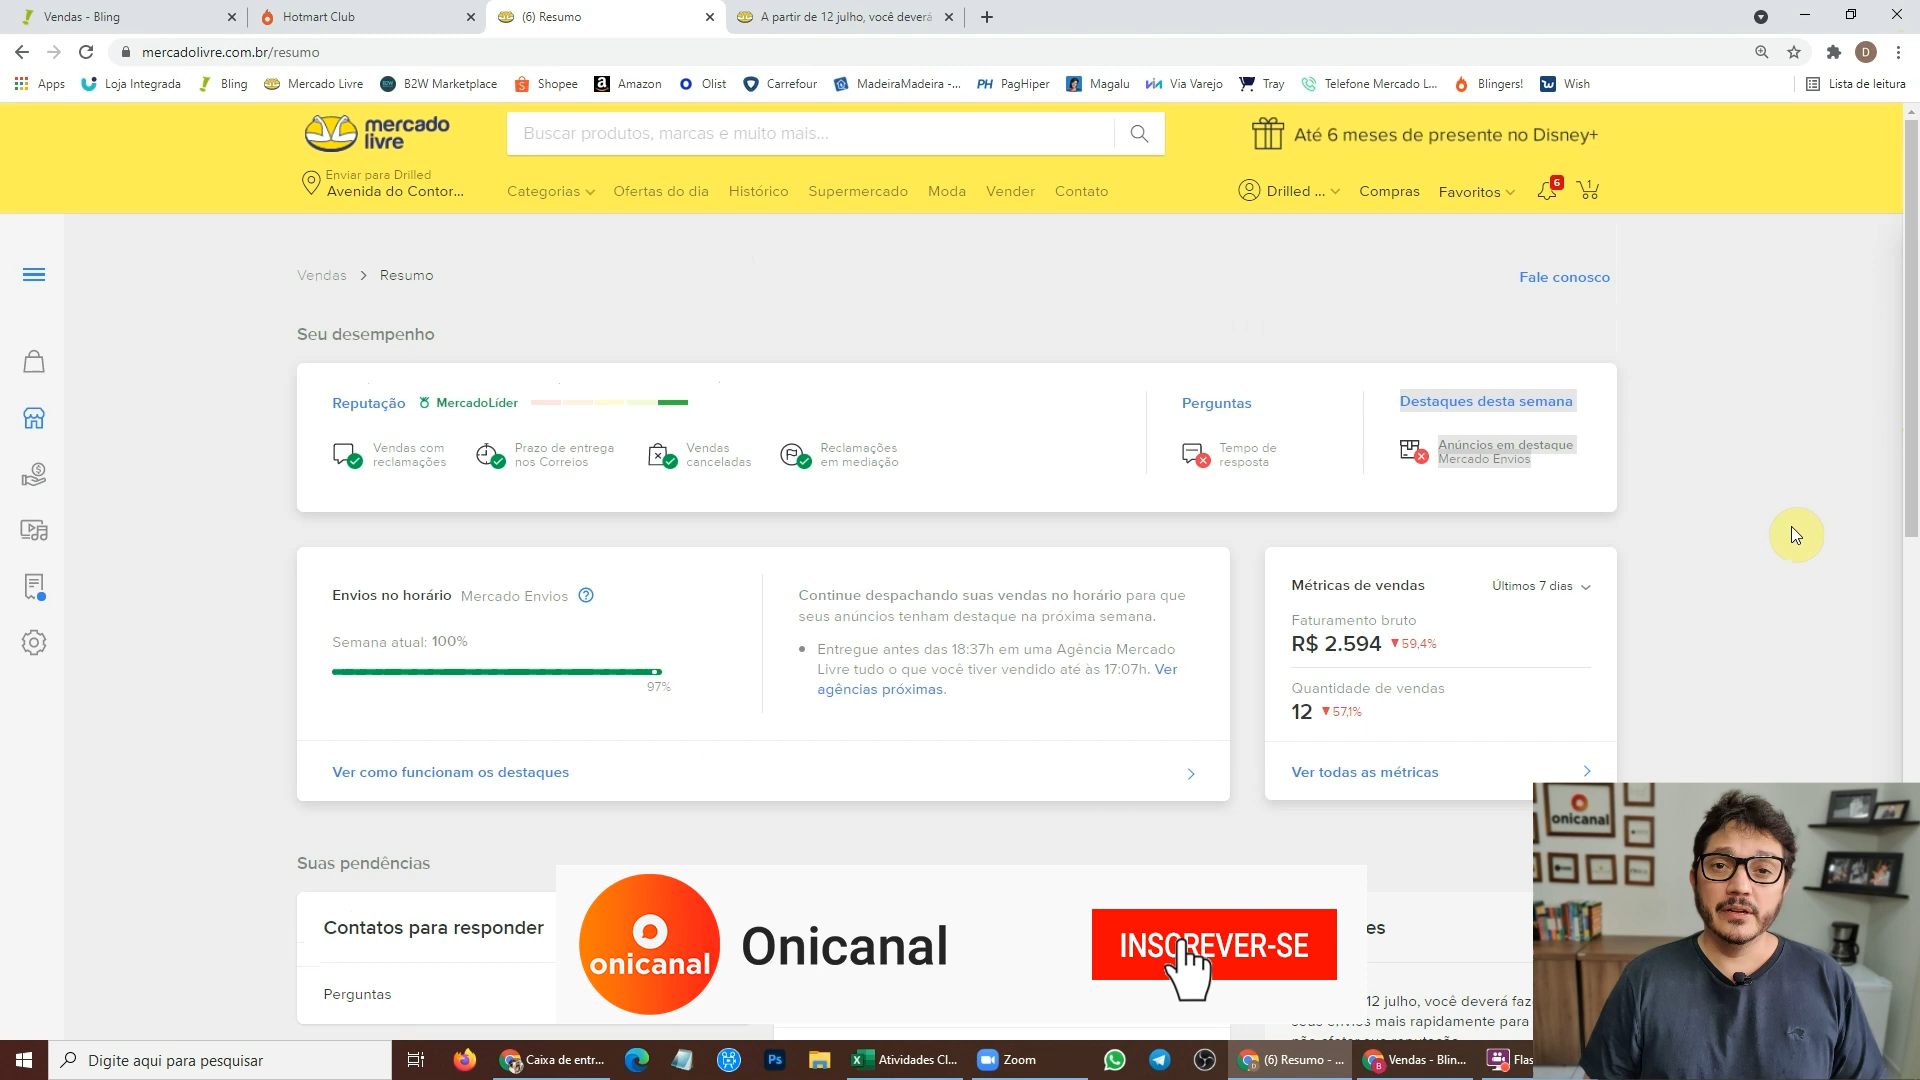 Vendas - Bling
Hotmart Club
(6) Resumo
A partir de 12 julho, você deverá
mercadolivre.com.br/resumo
D
Apps
Loja Integrada
Bling
Mercado Livre
B2W Marketplace
Shopee
Amazon
Olist
Carrefour
MadeiraMadeira -...
PagHiper
Magalu
Via Varejo
Tray
Telefone Mercado L...
Blingers!
Wish
Lista de leitura
mercado
livre
Buscar produtos, marcas e muito mais...
Até 6 meses de presente no Disney+
Enviar para Drilled
Avenida do Contor...
Categorias
Ofertas do dia
Histórico
Supermercado
Moda
Vender
Contato
Drilled ...
Compras
Favoritos
6
1
Vendas > Resumo
Fale conosco
Seu desempenho
Reputação
MercadoLíder
Vendas com
reclamações
Prazo de entrega
nos Correios
Vendas
canceladas
Reclamações
em mediação
Perguntas
Tempo de
resposta
Destaques desta semana
Anúncios em destaque
Mercado Envios
Envios no horário Mercado Envios
Semana atual: 100%
97%
Continue despachando suas vendas no horário para que
seus anúncios tenham destaque na próxima semana.
Entregue antes das 18:37h em uma Agência Mercado
Livre tudo o que você tiver vendido até às 17:07h. Ver
agências próximas.
Ver como funcionam os destaques
Métricas de vendas
Últimos 7 dias
Faturamento bruto
R$ 2.594 ▼59,4%
Quantidade de vendas
12 ▼57,1%
Ver todas as métricas
Suas pendências
Contatos para responder
Perguntas
onicanal
Onicanal
INSCREVER-SE
es
12 julho, você deverá faz
seus envios mais rapidamente para
onicanal
Digite aqui para pesquisar
Caixa de entr...
Ps
Atividades Cl...
Zoom
(6) Resumo - ...
Vendas - Blin...
Flas